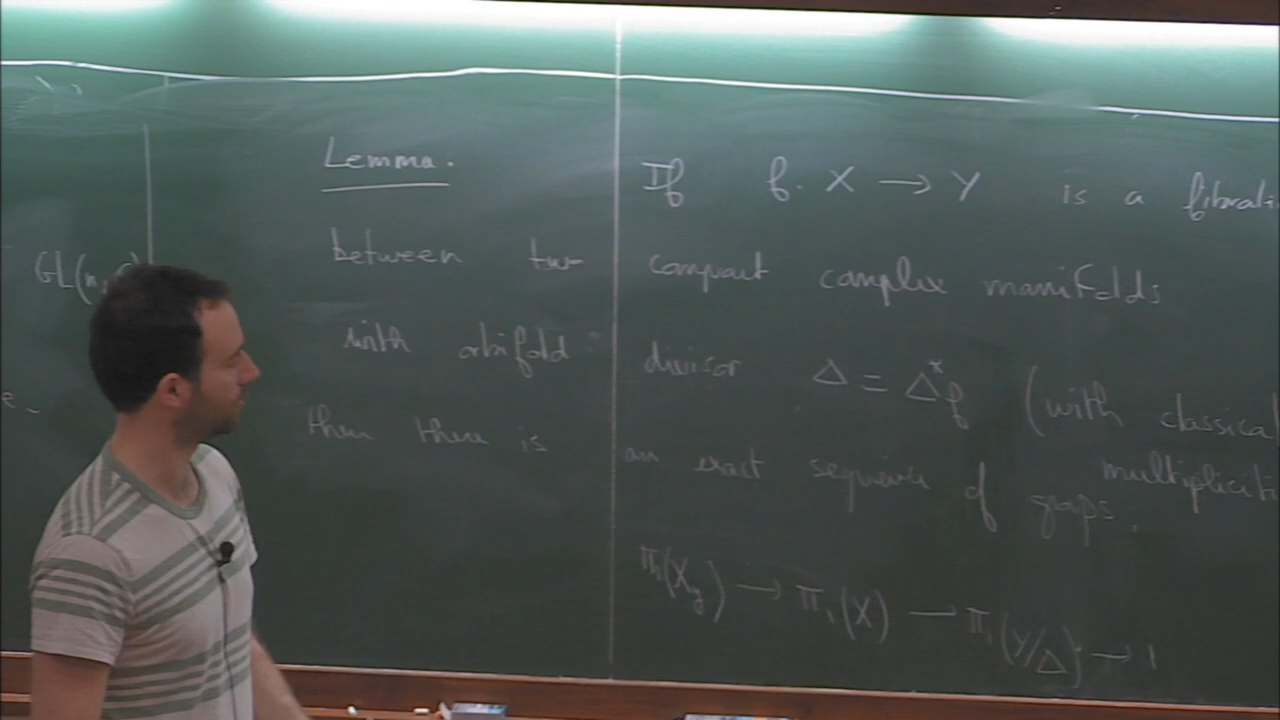 GL(n,
e -
Lemma. If f. X → Y is a fibrati
between two compact complex manifolds
with orbifold divisor Δ = Δ*f (with classical
multipliciti
then there is an exact sequence of groups.
π₁(X_y) → π₁(X) → π₁(Y/Δ) → 1